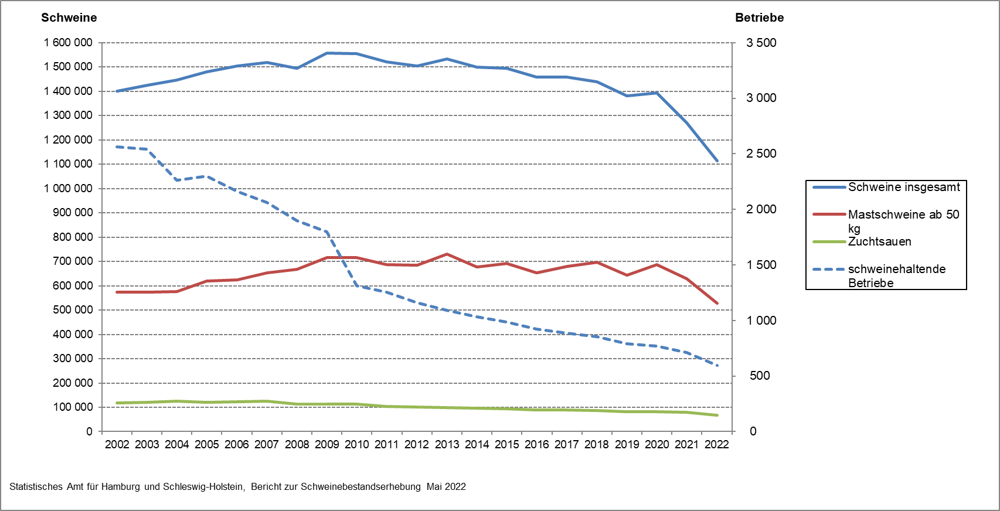 Schweine
Betriebe
1 600 000
1 500 000
1 400 000
1 300 000
1 200 000
1 100 000
1 000 000
900 000
800 000
700 000
600 000
500 000
400 000
300 000
200 000
100 000
0
3 500
3 000
2 500
2 000
1 500
1 000
500
0
2002 2003 2004 2005 2006 2007 2008 2009 2010 2011 2012 2013 2014 2015 2016 2017 2018 2019 2020 2021 2022
Schweine insgesamt
Mastschweine ab 50
kg
Zuchtsauen
schweinehaltende
Betriebe
Statistisches Amt für Hamburg und Schleswig-Holstein, Bericht zur Schweinebestandserhebung Mai 2022